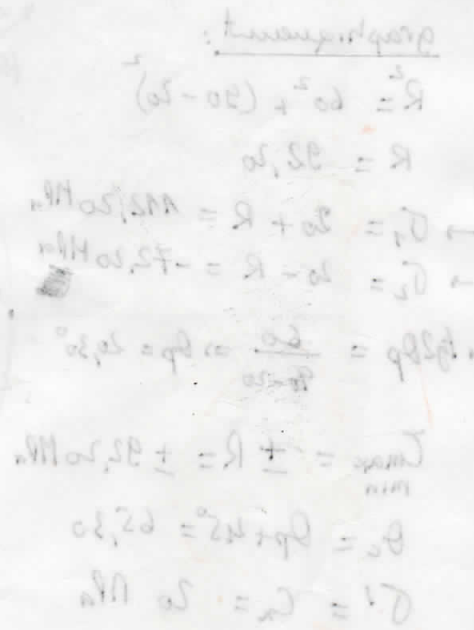 graphiquement :
R² = 60² + (90 - 20)²
R = 92,20
→ σ₁ = 20 + R = 112,20 MPa
→ σ₂ = 20 - R = -72,20 MPa
tg2θp = 60 / (90-20) ⇒ θp = 20,30°
τmax min = ± R = ± 92,20 MPa
θc = θp + 45° = 65,30
σ' = = 20 MPa